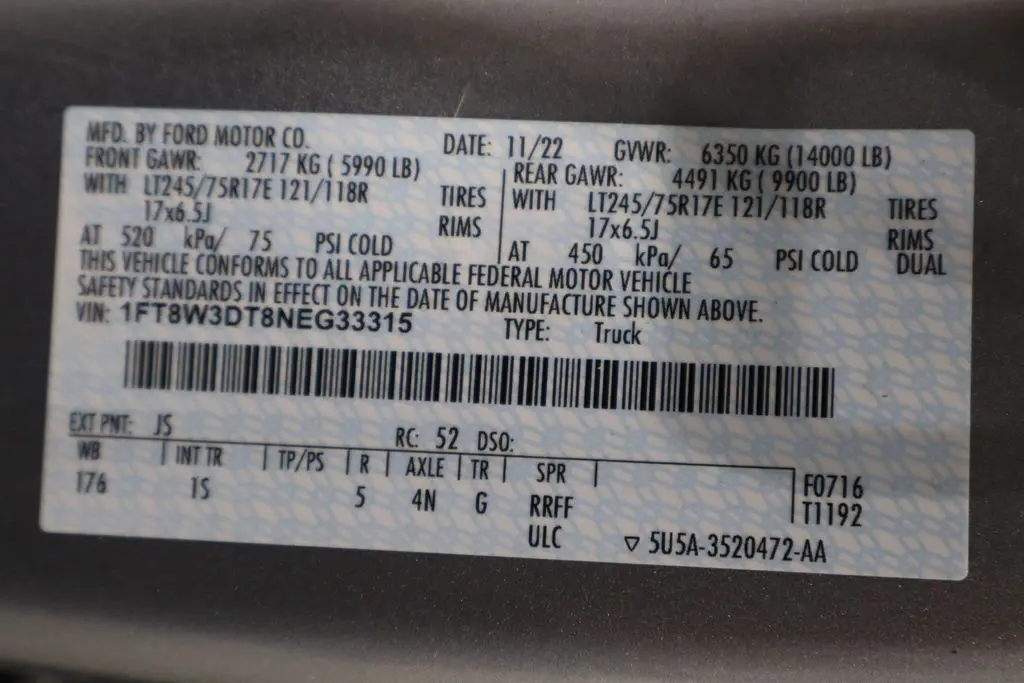 MFD. BY FORD MOTOR CO. DATE: 11/22 GVWR: 6350 KG (14000 LB)
FRONT GAWR: 2717 KG ( 5990 LB) REAR GAWR: 4491 KG ( 9900 LB)
WITH LT245/75R17E 121/118R TIRES WITH LT245/75R17E 121/118R TIRES
17x6.5J RIMS 17x6.5J RIMS
AT 520 kPa/ 75 PSI COLD AT 450 kPa/ 65 PSI COLD DUAL
THIS VEHICLE CONFORMS TO ALL APPLICABLE FEDERAL MOTOR VEHICLE
SAFETY STANDARDS IN EFFECT ON THE DATE OF MANUFACTURE SHOWN ABOVE.
VIN: 1FT8W3DT8NEG33315 TYPE: Truck
EXT PNT: JS RC: 52 DSO:
WB INT TR TP/PS R AXLE TR SPR F0716
176 1S 5 4N G RRFF T1192
ULC ▽ 5U5A-3520472-AA